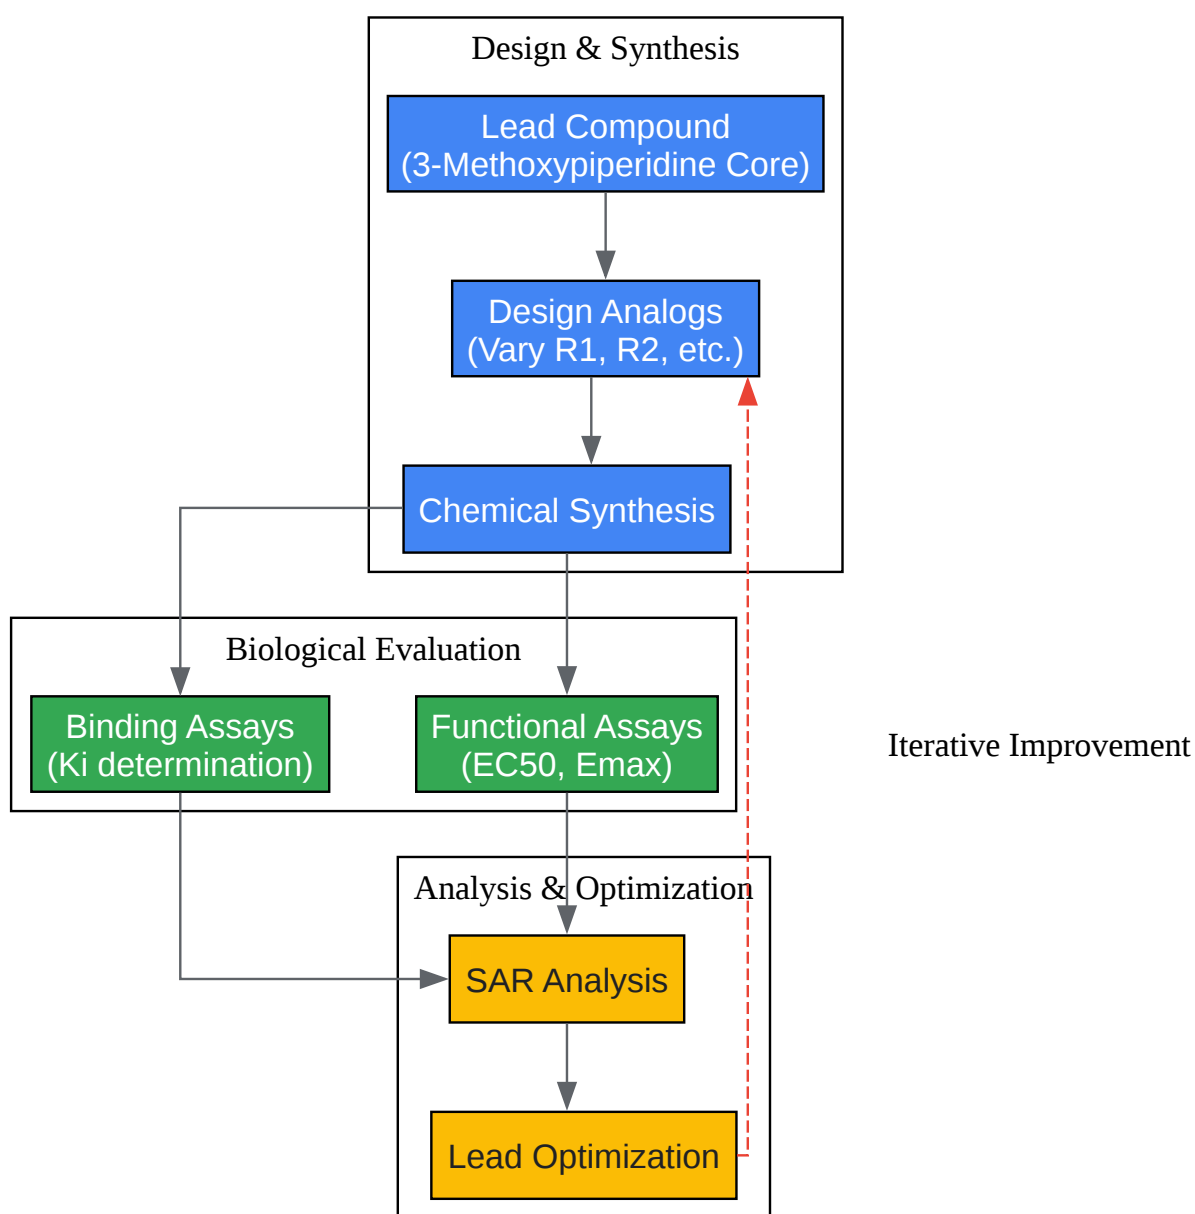 Design & Synthesis
Lead Compound
(3-Methoxypiperidine Core)
Design Analogs
(Vary R1, R2, etc.)
Chemical Synthesis
Biological Evaluation
Binding Assays
(Ki determination)
Functional Assays
(EC50, Emax)
Iterative Improvement
Analysis & Optimization
SAR Analysis
Lead Optimization